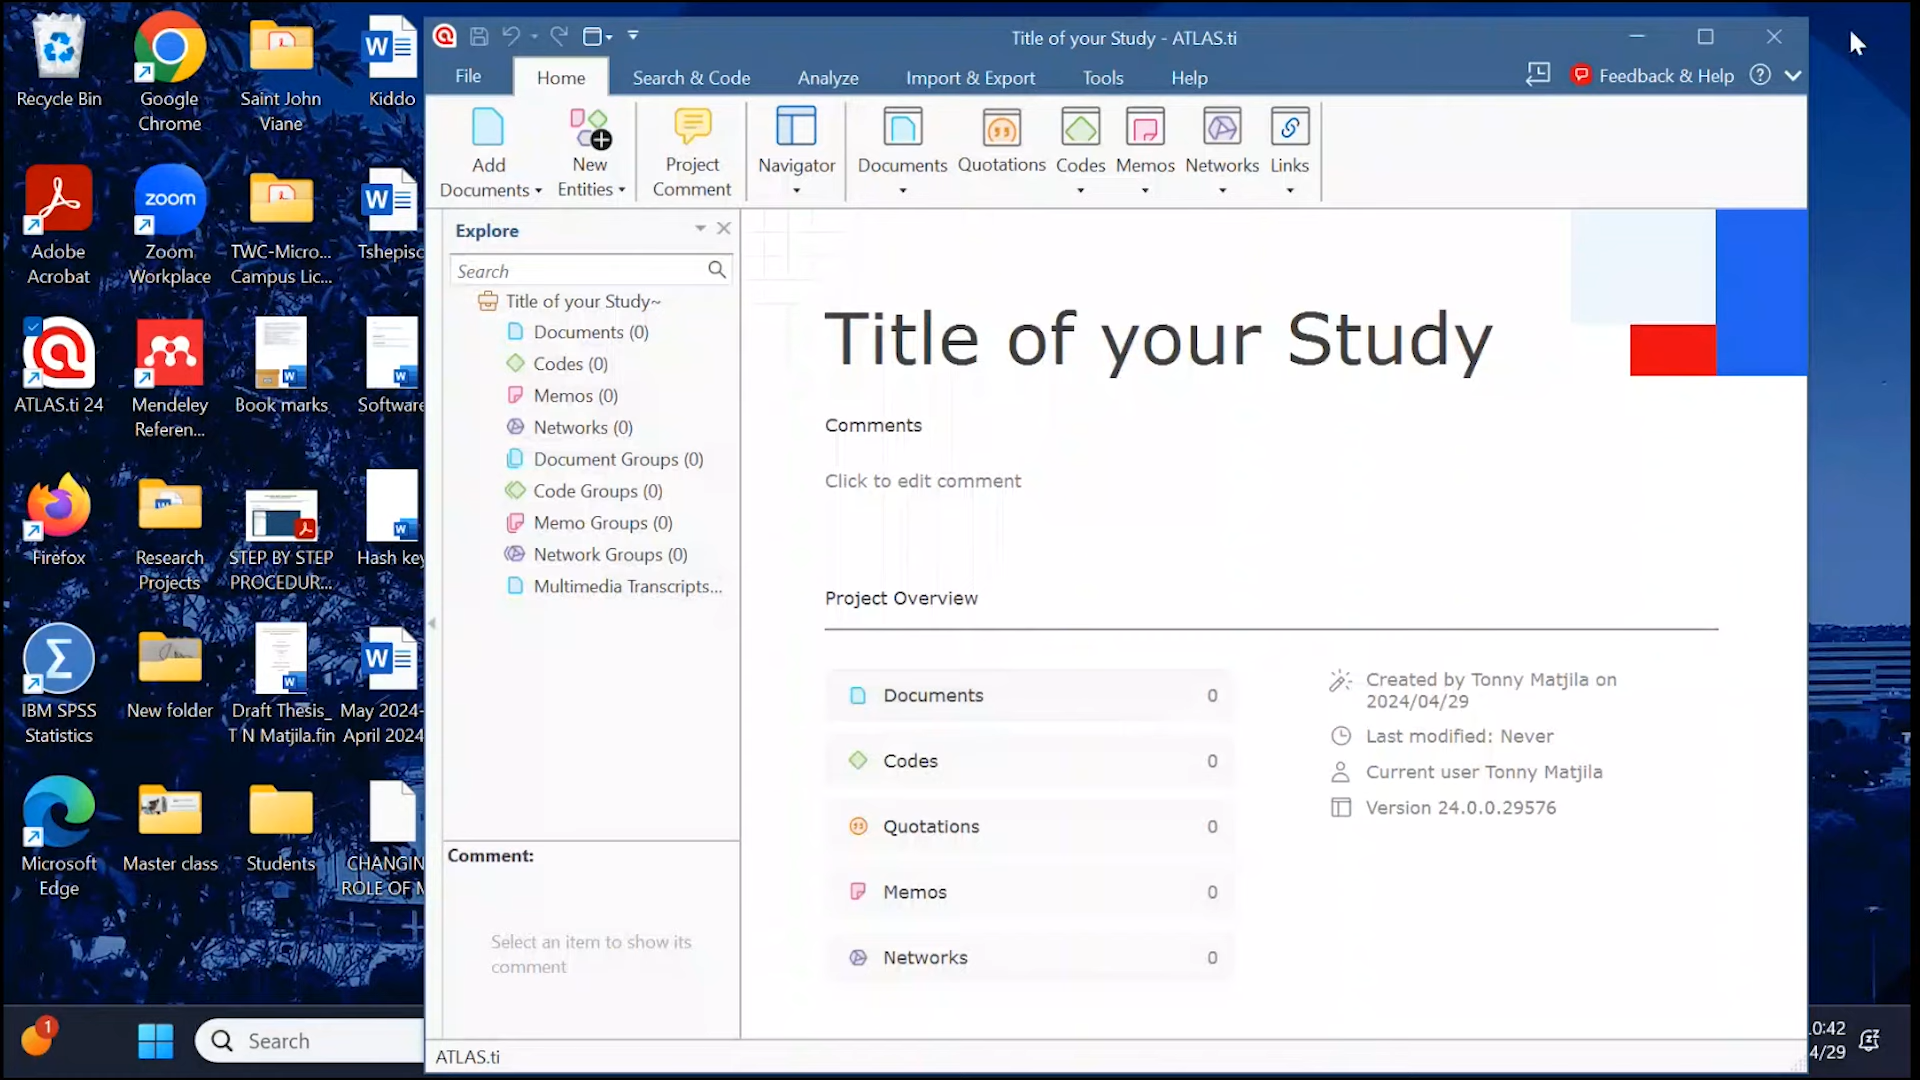 Recycle Bin
Google
Chrome
Saint John
Viane
Kiddo
Adobe
Acrobat
zoom
Zoom
Workplace
TWC-Micro...
Campus Lic...
Tshepisc
ATLAS.ti 24
Mendeley
Referen...
Book marks
Software
Firefox
Research
Projects
STEP BY STEP
PROCEDUR...
Hash key
IBM SPSS
Statistics
New folder
Draft Thesis_
T N Matjila.fin
May 2024-
April 2024
Microsoft
Edge
Master class
Students
CHANGIN
ROLE OF M
1
Search
Title of your Study - ATLAS.ti
File
Home
Search & Code
Analyze
Import & Export
Tools
Help
Feedback & Help
Add
Documents
New
Entities
Project
Comment
Navigator
Documents
Quotations
Codes
Memos
Networks
Links
Explore
Search
Title of your Study~
Documents (0)
Codes (0)
Memos (0)
Networks (0)
Document Groups (0)
Code Groups (0)
Memo Groups (0)
Network Groups (0)
Multimedia Transcripts...
Comment:
Select an item to show its
comment
Title of your Study
Comments
Click to edit comment
Project Overview
Documents 0
Codes 0
Quotations 0
Memos 0
Networks 0
Created by Tonny Matjila on
2024/04/29
Last modified: Never
Current user Tonny Matjila
Version 24.0.0.29576
ATLAS.ti
0:42
4/29